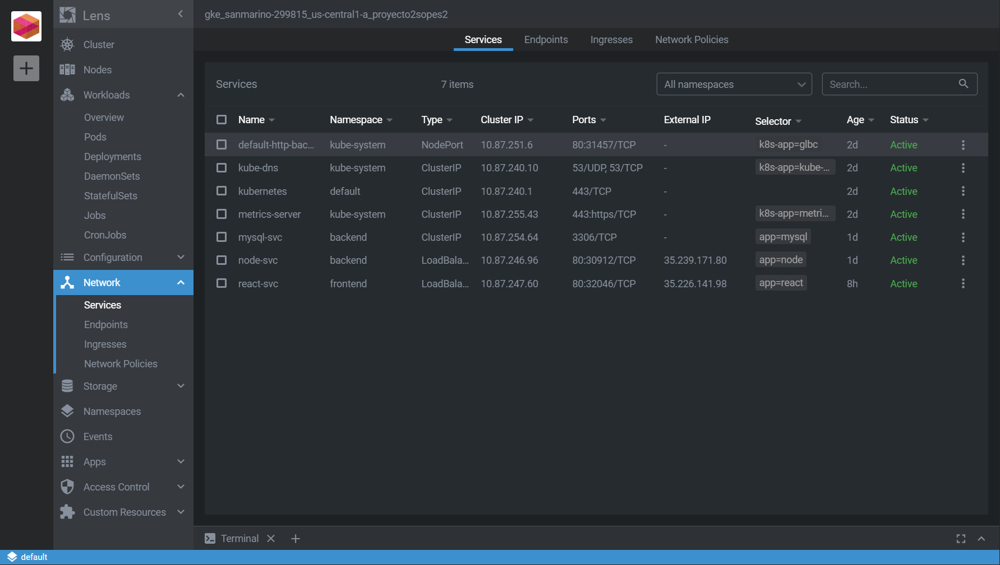 Lens
gke_sanmarino-299815_us-central1-a_proyecto2sopes2
Cluster
Nodes
Workloads
Overview
Pods
Deployments
DaemonSets
StatefulSets
Jobs
CronJobs
Configuration
Network
Services
Endpoints
Ingresses
Network Policies
Storage
Namespaces
Events
Apps
Access Control
Custom Resources
Services Endpoints Ingresses Network Policies
Services 7 items All namespaces Search...
Name Namespace Type Cluster IP Ports External IP Selector Age Status
default-http-bac... kube-system NodePort 10.87.251.6 80:31457/TCP - k8s-app=glbc 2d Active
kube-dns kube-system ClusterIP 10.87.240.10 53/UDP, 53/TCP - k8s-app=kube-... 2d Active
kubernetes default ClusterIP 10.87.240.1 443/TCP - 2d Active
metrics-server kube-system ClusterIP 10.87.255.43 443:https/TCP - k8s-app=metri... 2d Active
mysql-svc backend ClusterIP 10.87.254.64 3306/TCP - app=mysql 1d Active
node-svc backend LoadBala... 10.87.246.96 80:30912/TCP 35.239.171.80 app=node 1d Active
react-svc frontend LoadBala... 10.87.247.60 80:32046/TCP 35.226.141.98 app=react 8h Active
Terminal
default